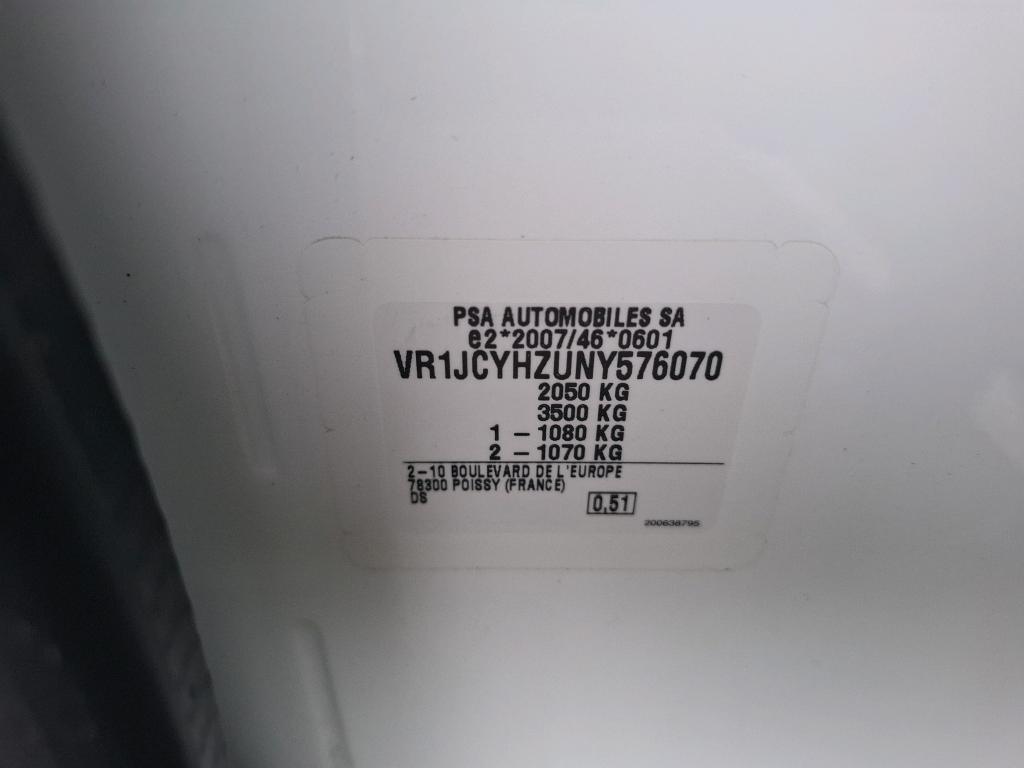 PSA AUTOMOBILES SA
e2*2007/46*0601
VR1JCYHZUNY576070
2050 KG
3500 KG
1 - 1080 KG
2 - 1070 KG
2-10 BOULEVARD DE L'EUROPE
78300 POISSY (FRANCE)
DS
0,51
200638795